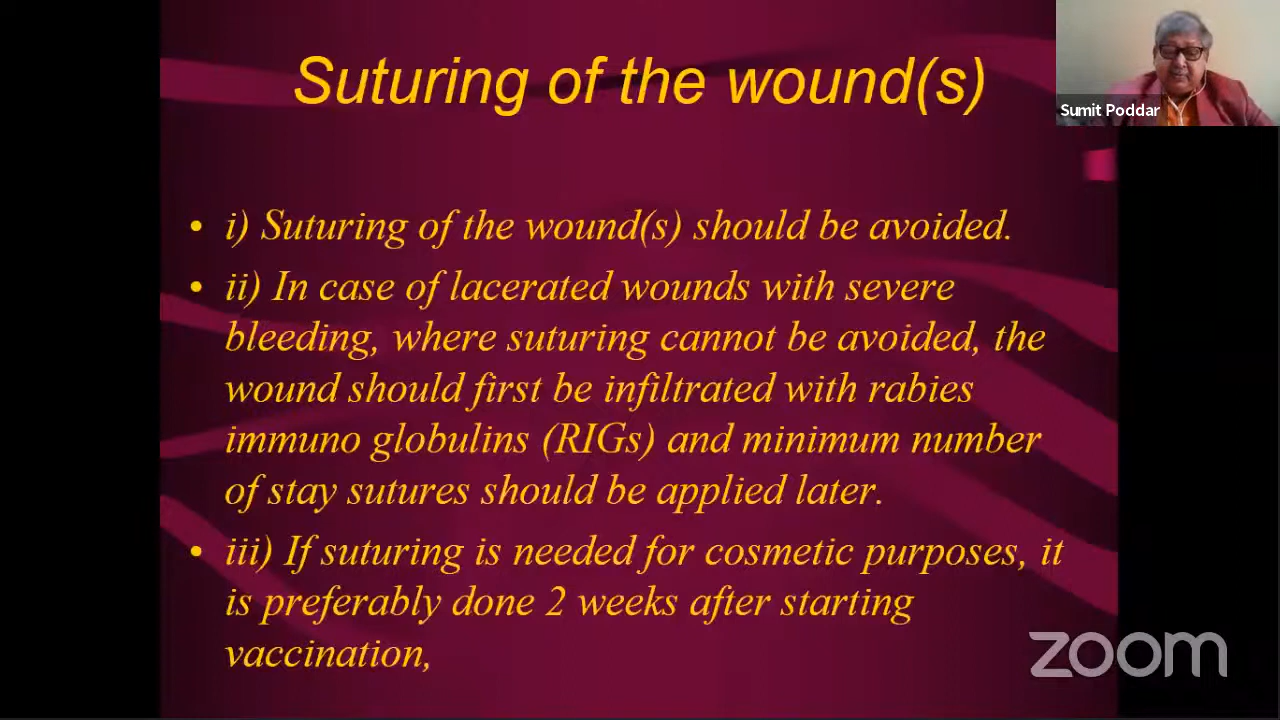 Suturing of the wound(s)
Sumit Poddar
• i) Suturing of the wound(s) should be avoided.
• ii) In case of lacerated wounds with severe
bleeding, where suturing cannot be avoided, the
wound should first be infiltrated with rabies
immuno globulins (RIGs) and minimum number
of stay sutures should be applied later.
• iii) If suturing is needed for cosmetic purposes, it
is preferably done 2 weeks after starting
vaccination,
zoom